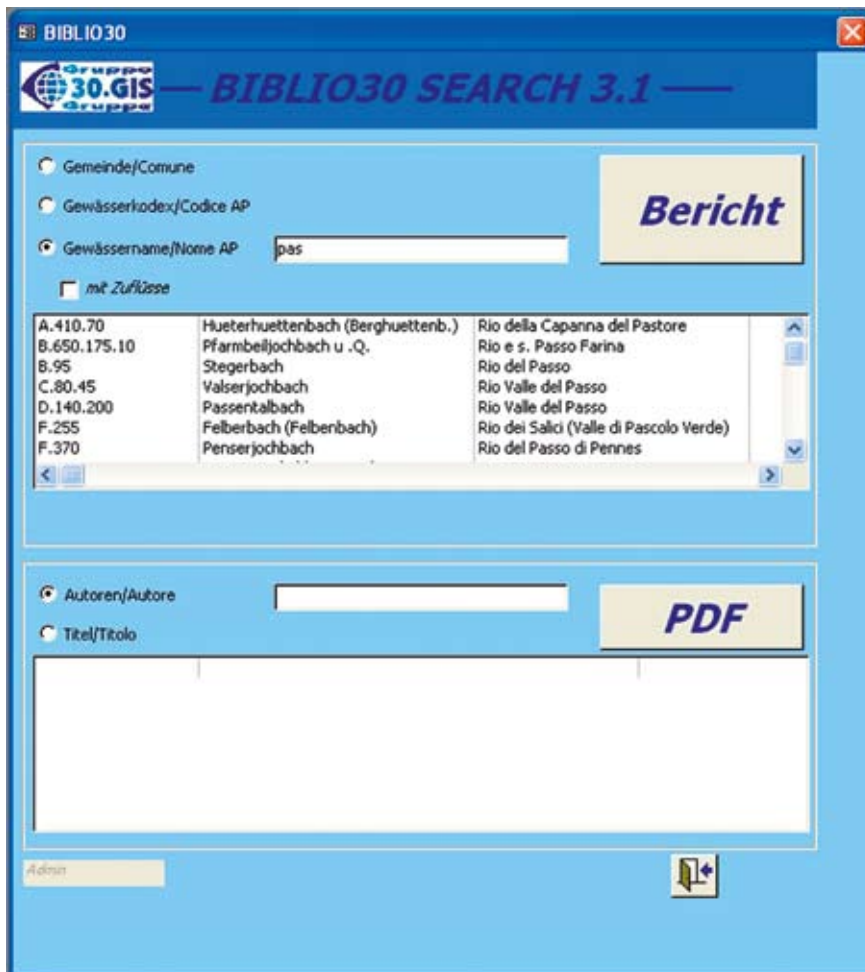 BIBLIO30
Gruppo
30.GIS
Gruppe
BIBLIO30 SEARCH 3.1
Gemeinde/Comune
Gewässerkodex/Codice AP
Bericht
Gewässername/Nome AP pas
mit Zuflüsse
A.410.70 Hueterhuettenbach (Berghuettenb.) Rio della Capanna del Pastore
B.650.175.10 Pfarmbeiljochbach u .Q. Rio e s. Passo Farina
B.95 Stegerbach Rio del Passo
C.80.45 Valserjochbach Rio Valle del Passo
D.140.200 Passentalbach Rio Valle del Passo
F.255 Felberbach (Felbenbach) Rio dei Salici (Valle di Pascolo Verde)
F.370 Penserjochbach Rio del Passo di Pennes
Autoren/Autore
PDF
Titel/Titolo
Admin